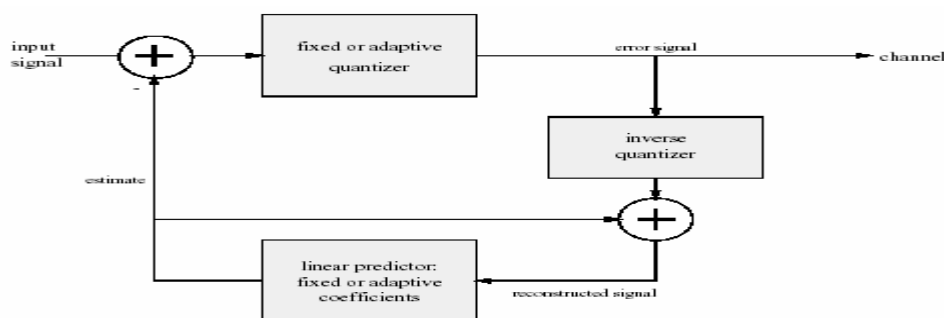 input
signal
fixed or adaptive
quantizer
error signal
channel
-
inverse
quantizer
estimate
linear predictor:
fixed or adaptive
coefficients
reconstructed signal